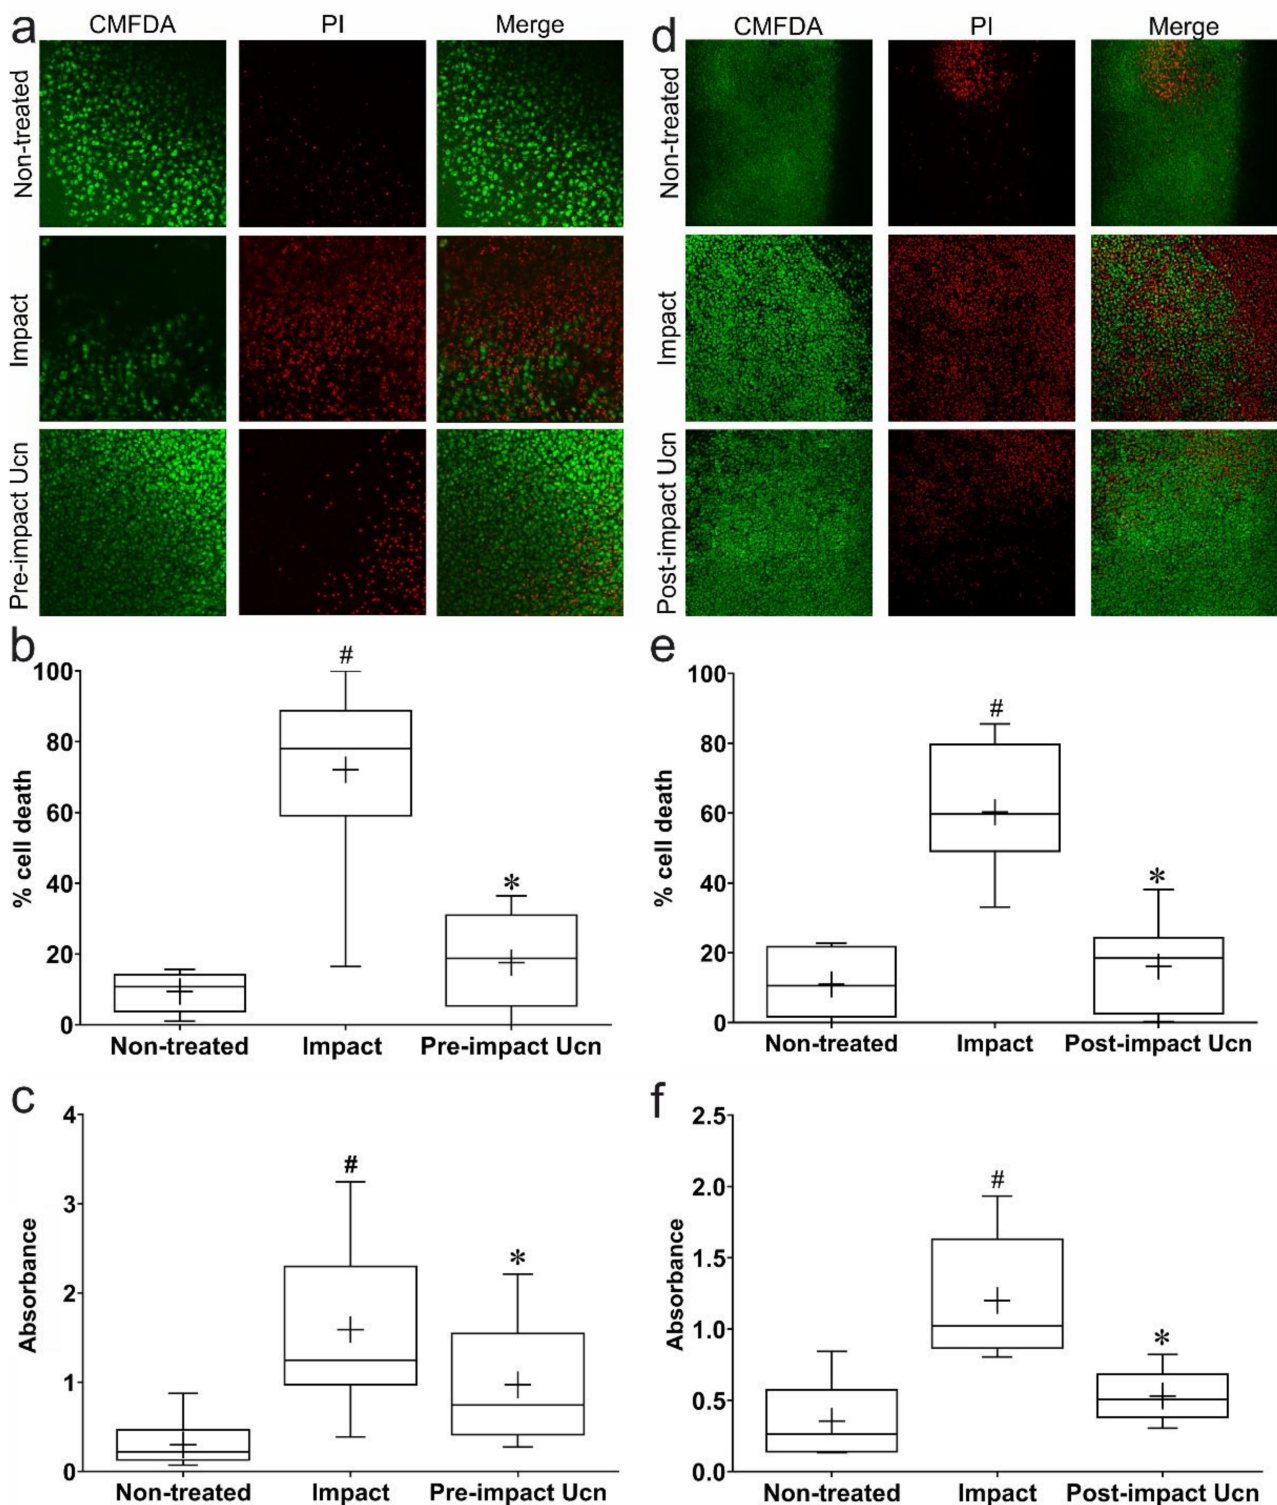 a
CMFDA PI Merge
Non-treated
Impact
Pre-impact Ucn
d
CMFDA PI Merge
Non-treated
Impact
Post-impact Ucn
b
% cell death
100
80
60
40
20
0
#
*
Non-treated Impact Pre-impact Ucn
e
% cell death
100
80
60
40
20
0
#
*
Non-treated Impact Post-impact Ucn
c
Absorbance
4
3
2
1
0
#
*
Non-treated Impact Pre-impact Ucn
f
Absorbance
2.5
2.0
1.5
1.0
0.5
0.0
#
*
Non-treated Impact Post-impact Ucn